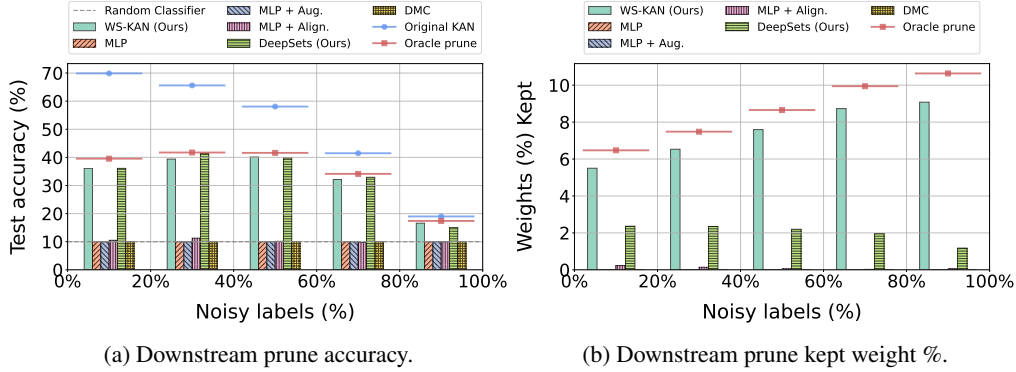 Random Classifier
WS-KAN (Ours)
MLP
MLP + Aug.
MLP + Align.
DeepSets (Ours)
DMC
Original KAN
Oracle prune
Test accuracy (%)
70
60
50
40
30
20
10
0
0% 20% 40% 60% 80% 100%
Noisy labels (%)
(a) Downstream prune accuracy.
WS-KAN (Ours)
MLP
MLP + Aug.
MLP + Align.
DeepSets (Ours)
DMC
Oracle prune
Weights (%) Kept
10
8
6
4
2
0
0% 20% 40% 60% 80% 100%
Noisy labels (%)
(b) Downstream prune kept weight %.